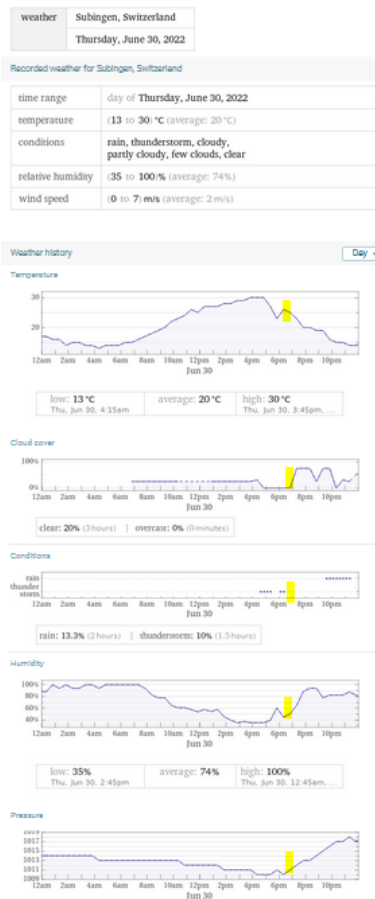 weather
Subingen, Switzerland
Thursday, June 30, 2022
Recorded weather for Subingen, Switzerland
time range day of Thursday, June 30, 2022
temperature (13 to 30) °C (average: 20 °C)
conditions rain, thunderstorm, cloudy,
partly cloudy, few clouds, clear
relative humidity (35 to 100)% (average: 74%)
wind speed (0 to 7) m/s (average: 2 m/s)
Weather history Day
Temperature
30
20
12am 2am 4am 6am 8am 10am 12pm 2pm 4pm 6pm 8pm 10pm
Jun 30
low: 13 °C average: 20 °C high: 30 °C
Thu, Jun 30, 4:15am Thu, Jun 30, 3:45pm, ...
Cloud cover
100%
0%
12am 2am 4am 6am 8am 10am 12pm 2pm 4pm 6pm 8pm 10pm
Jun 30
clear: 20% (3 hours) | overcast: 0% (0 minutes)
Conditions
rain
thunder
storm
12am 2am 4am 6am 8am 10am 12pm 2pm 4pm 6pm 8pm 10pm
Jun 30
rain: 13.3% (2 hours) | thunderstorm: 10% (1.5 hours)
Humidity
100%
80%
60%
40%
12am 2am 4am 6am 8am 10am 12pm 2pm 4pm 6pm 8pm 10pm
Jun 30
low: 35% average: 74% high: 100%
Thu, Jun 30, 2:45pm Thu, Jun 30, 12:45am, ...
Pressure
1019
1017
1015
1013
1011
1009
12am 2am 4am 6am 8am 10am 12pm 2pm 4pm 6pm 8pm 10pm
Jun 30